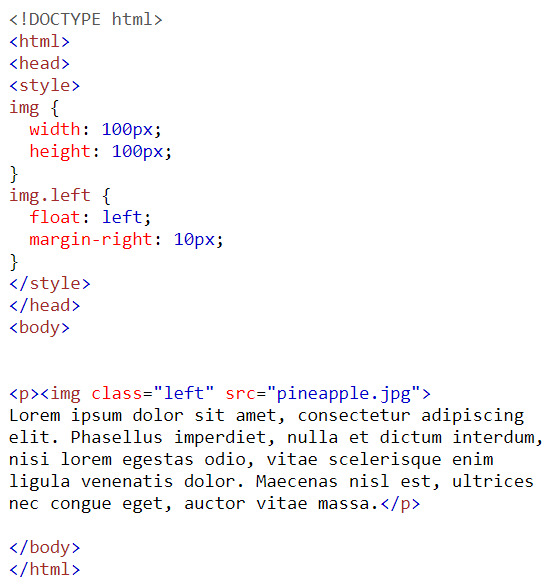 <!DOCTYPE html>
<html>
<head>
<style>
img {
  width: 100px;
  height: 100px;
}
img.left {
  float: left;
  margin-right: 10px;
}
</style>
</head>
<body>
<p><img class="left" src="pineapple.jpg">
Lorem ipsum dolor sit amet, consectetur adipiscing
elit. Phasellus imperdiet, nulla et dictum interdum,
nisi lorem egestas odio, vitae scelerisque enim
ligula venenatis dolor. Maecenas nisl est, ultrices
nec congue eget, auctor vitae massa.</p>
</body>
</html>